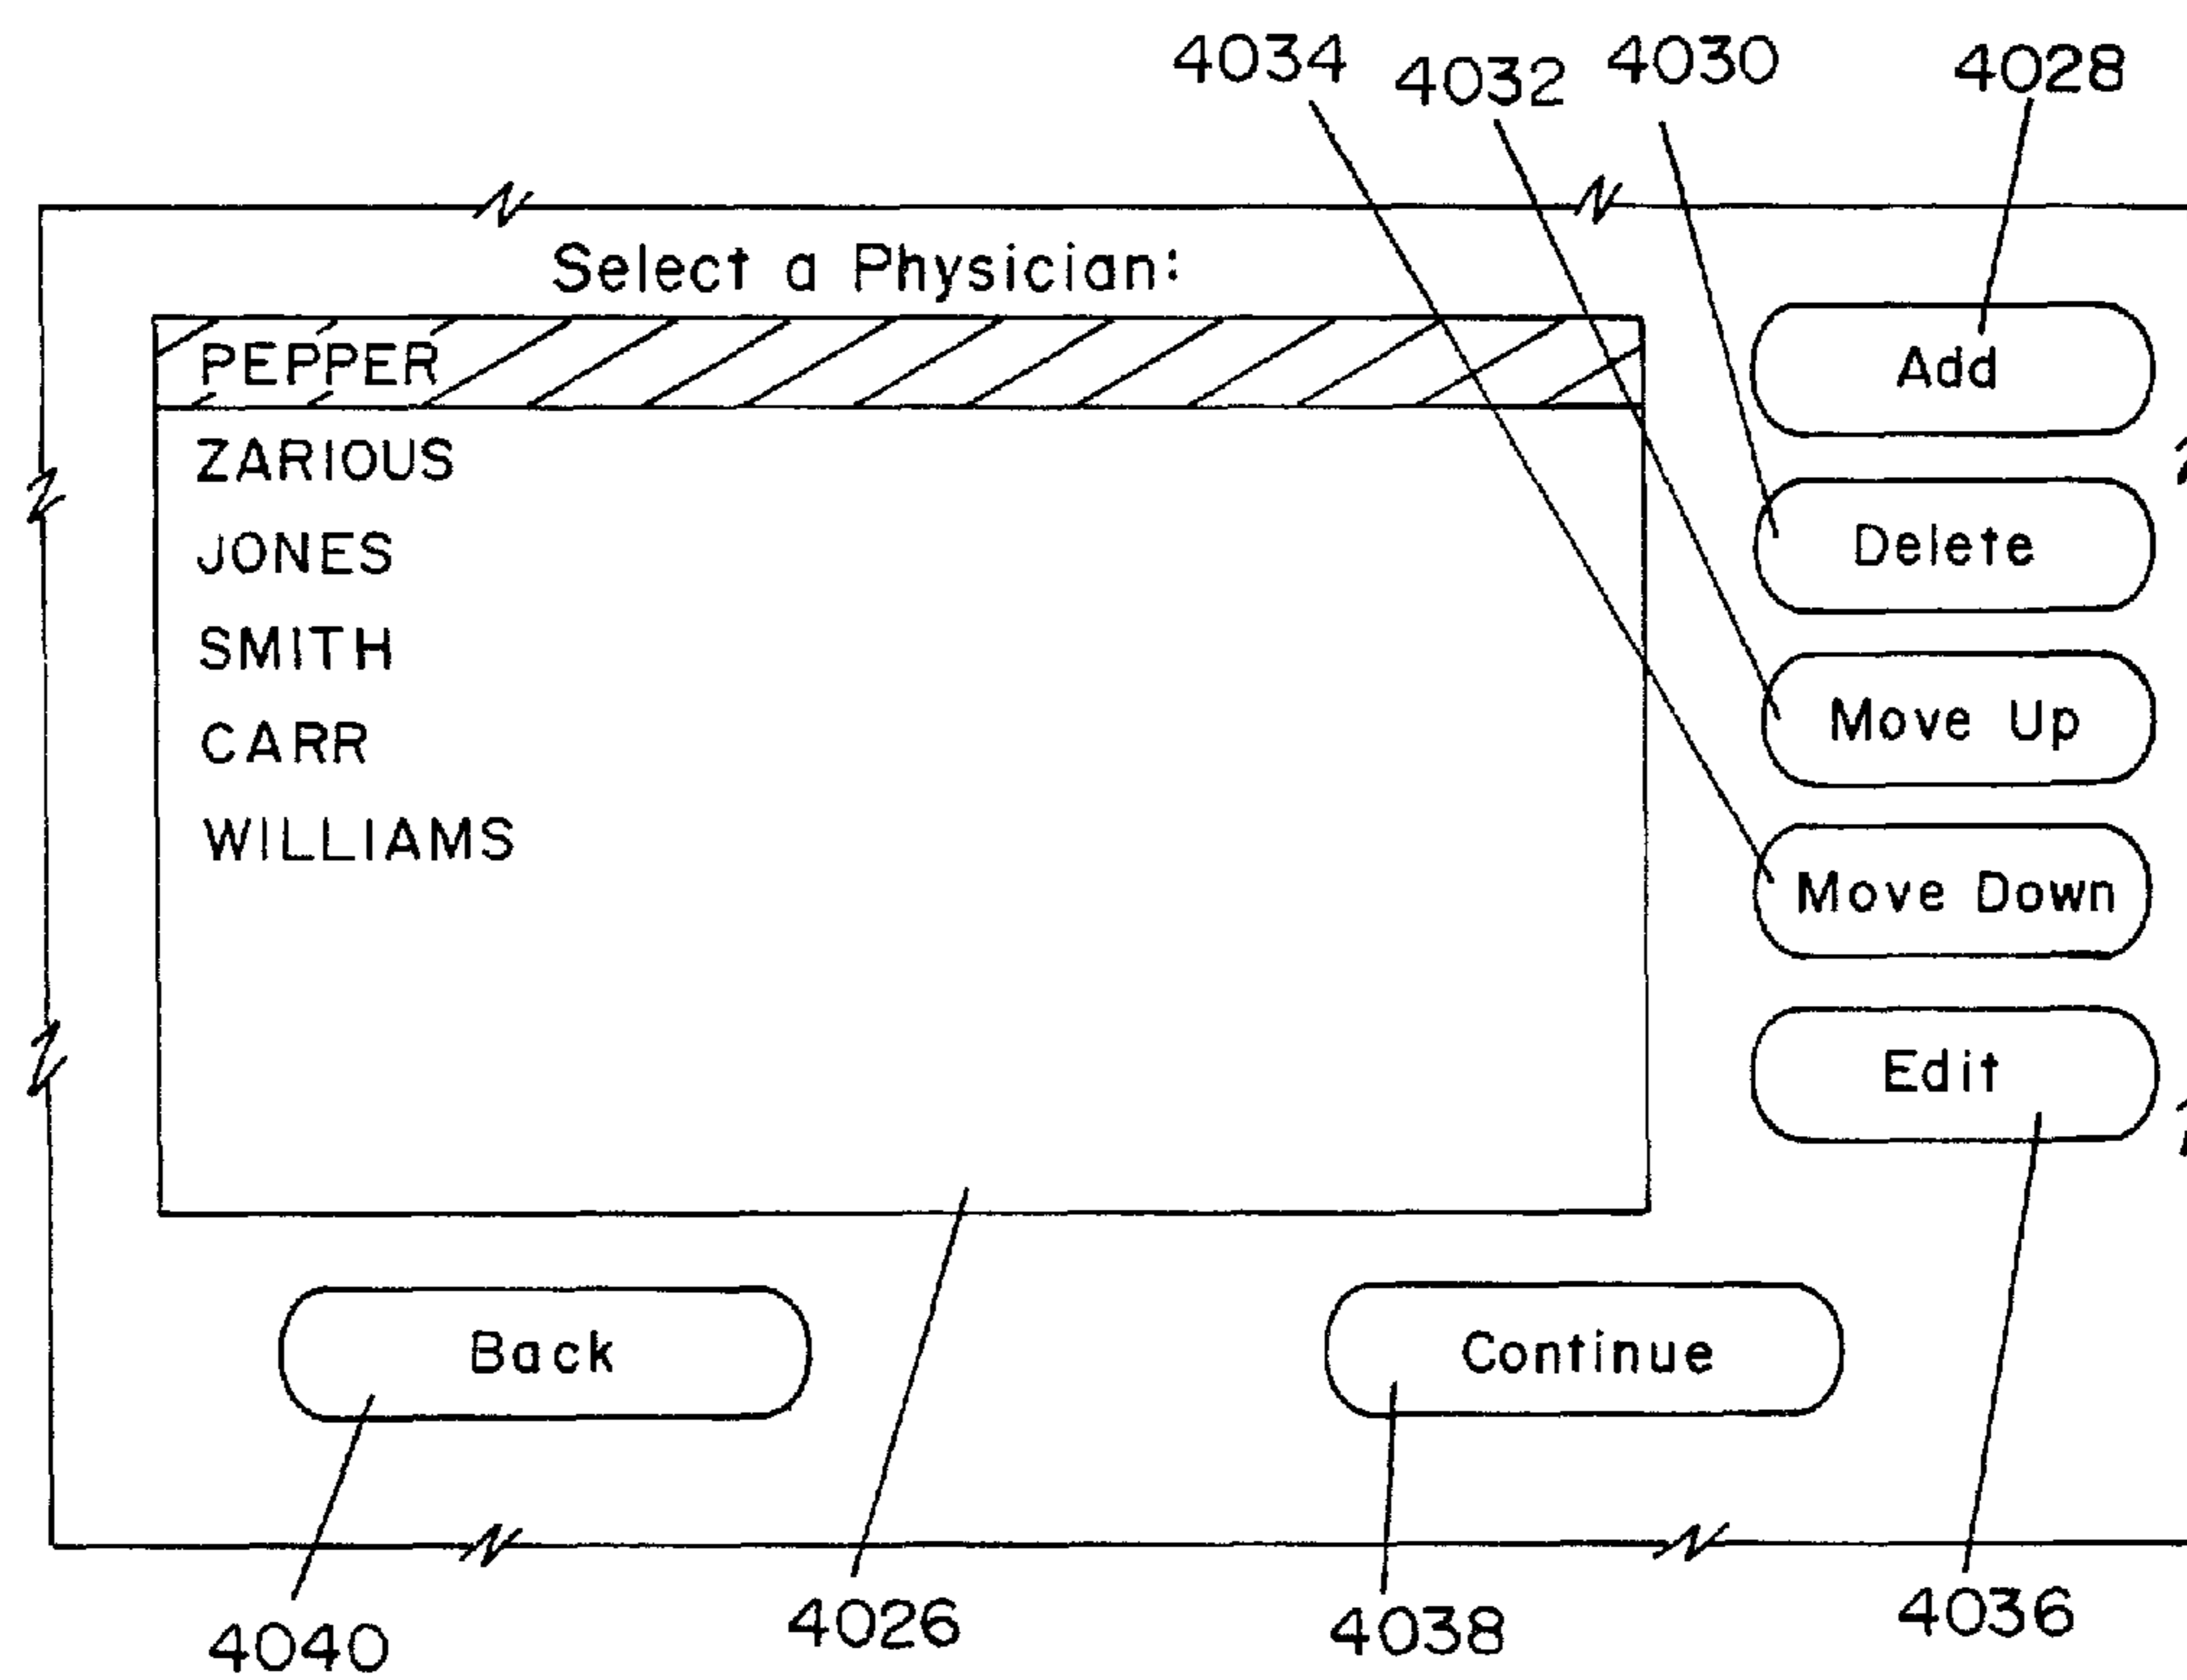 4034 4032 4030 4028
Select a Physician:
PEPPER
ZARIOUS
JONES
SMITH
CARR
WILLIAMS
Add
Delete
Move Up
Move Down
Edit
Back
Continue
4040 4026 4038 4036